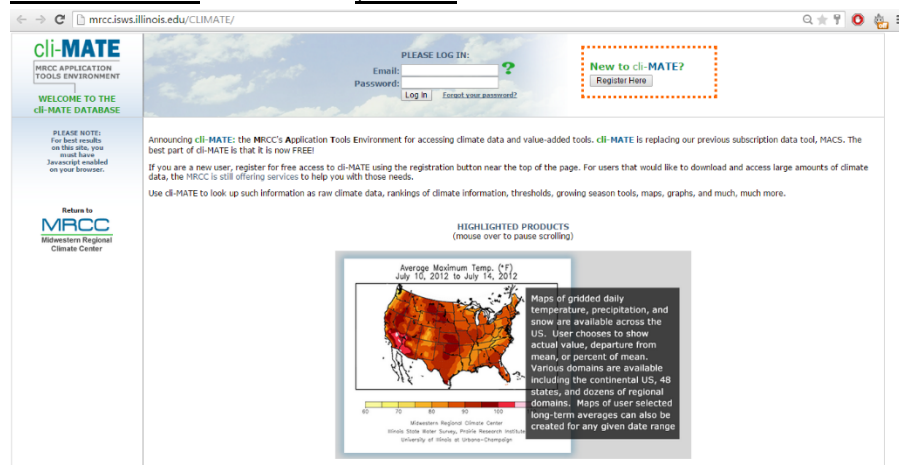 mrcc.isws.illinois.edu/CLIMATE/
cli-MATE
MRCC APPLICATION
TOOLS ENVIRONMENT
WELCOME TO THE
cli-MATE DATABASE
PLEASE LOG IN:
Email:
?
Password:
Log In
Forgot your password?
New to cli-MATE?
Register Here
PLEASE NOTE:
For best results
on this site, you
must have
Javascript enabled
on your browser.
Return to
MRCC
Midwestern Regional
Climate Center
Announcing cli-MATE: the MRCC's Application Tools Environment for accessing climate data and value-added tools. cli-MATE is replacing our previous subscription data tool, MACS. The
best part of cli-MATE is that it is now FREE!
If you are a new user, register for free access to cli-MATE using the registration button near the top of the page. For users that would like to download and access large amounts of climate
data, the MRCC is still offering services to help you with those needs.
Use cli-MATE to look up such information as raw climate data, rankings of climate information, thresholds, growing season tools, maps, graphs, and much, much more.
HIGHLIGHTED PRODUCTS
(mouse over to pause scrolling)
Average Maximum Temp. (°F)
July 10, 2012 to July 14, 2012
60 70 80 90 100
Midwestern Regional Climate Center
Illinois State Water Survey, Prairie Research Institute
University of Illinois at Urbana-Champaign
Maps of gridded daily
temperature, precipitation, and
snow are available across the
US. User chooses to show
actual value, departure from
mean, or percent of mean.
Various domains are available
including the continental US, 48
states, and dozens of regional
domains. Maps of user selected
long-term averages can also be
created for any given date range